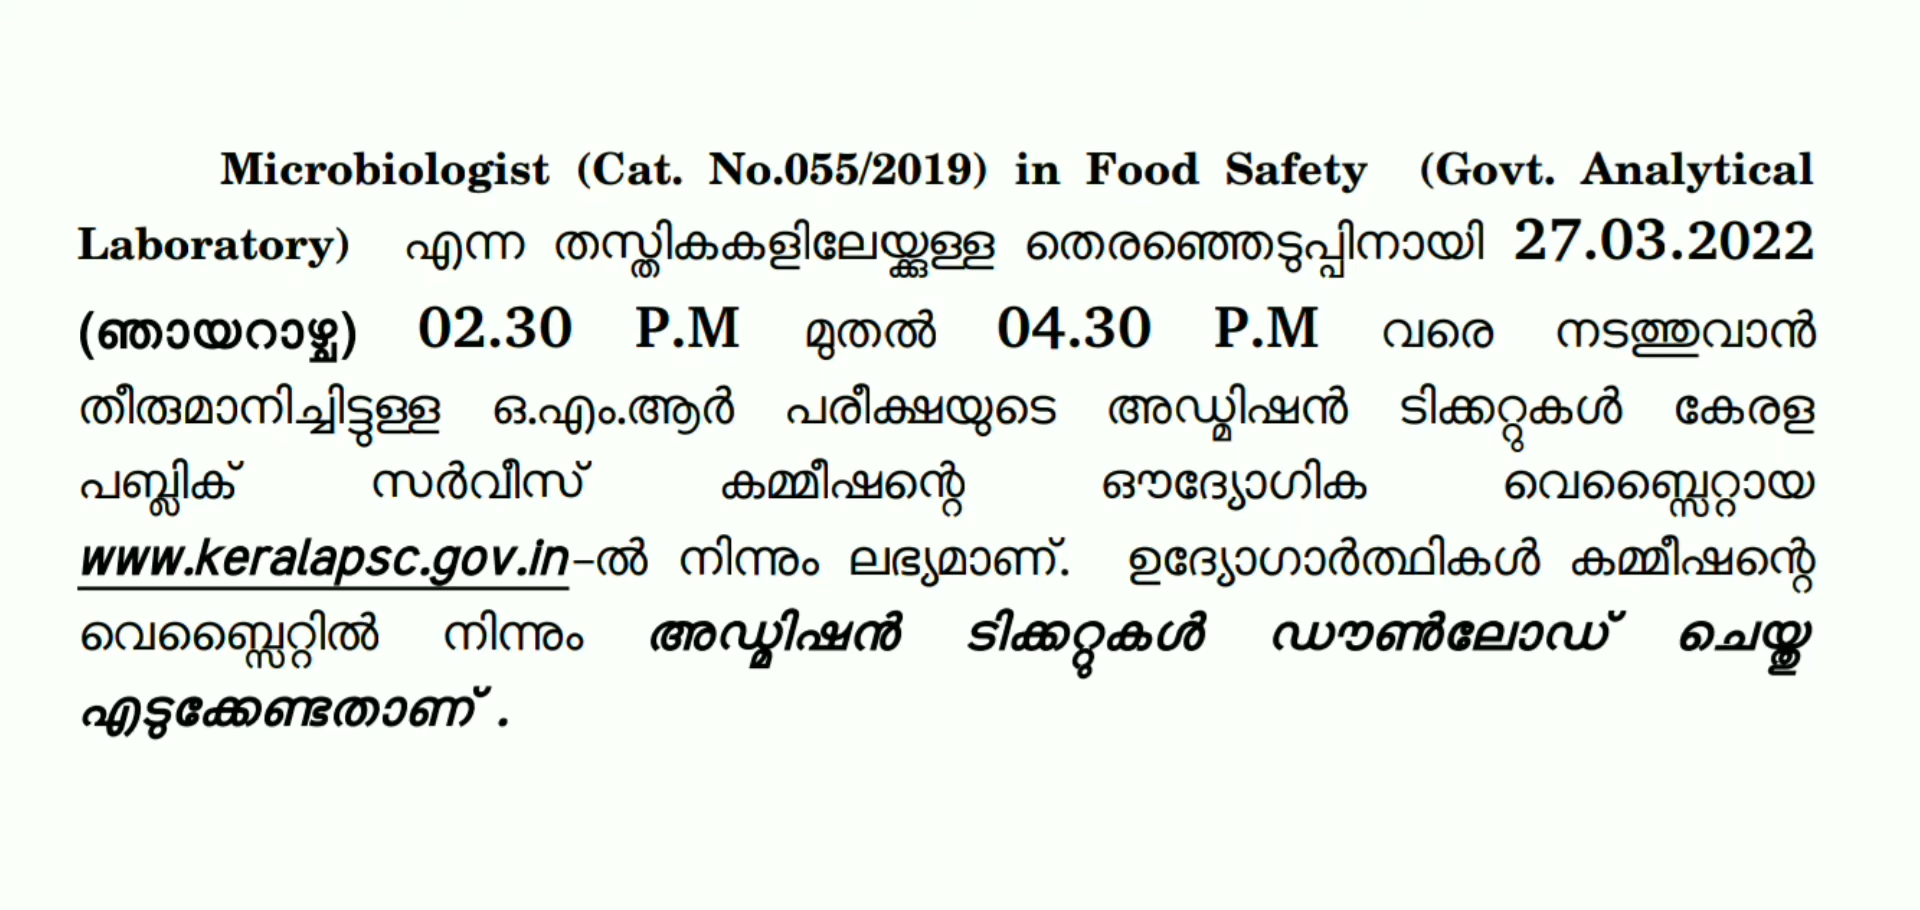 Microbiologist (Cat. No.055/2019) in Food Safety (Govt. Analytical
Laboratory) എന്ന തസ്തികകളിലേയ്ക്കുള്ള തെരഞ്ഞെടുപ്പിനായി 27.03.2022
(ഞായറാഴ്ച) 02.30 P.M മുതൽ 04.30 P.M വരെ നടത്തുവാൻ
തീരുമാനിച്ചിട്ടുള്ള ഒ.എം.ആർ പരീക്ഷയുടെ അഡ്മിഷൻ ടിക്കറ്റുകൾ കേരള
പബ്ലിക് സർവീസ് കമ്മീഷന്റെ ഔദ്യോഗിക വെബ്സൈറ്റായ
www.keralapsc.gov.in-ൽ നിന്നും ലഭ്യമാണ്. ഉദ്യോഗാർത്ഥികൾ കമ്മീഷന്റെ
വെബ്സൈറ്റിൽ നിന്നും അഡ്മിഷൻ ടിക്കറ്റുകൾ ഡൗൺലോഡ് ചെയ്തു
എടുക്കേണ്ടതാണ് .